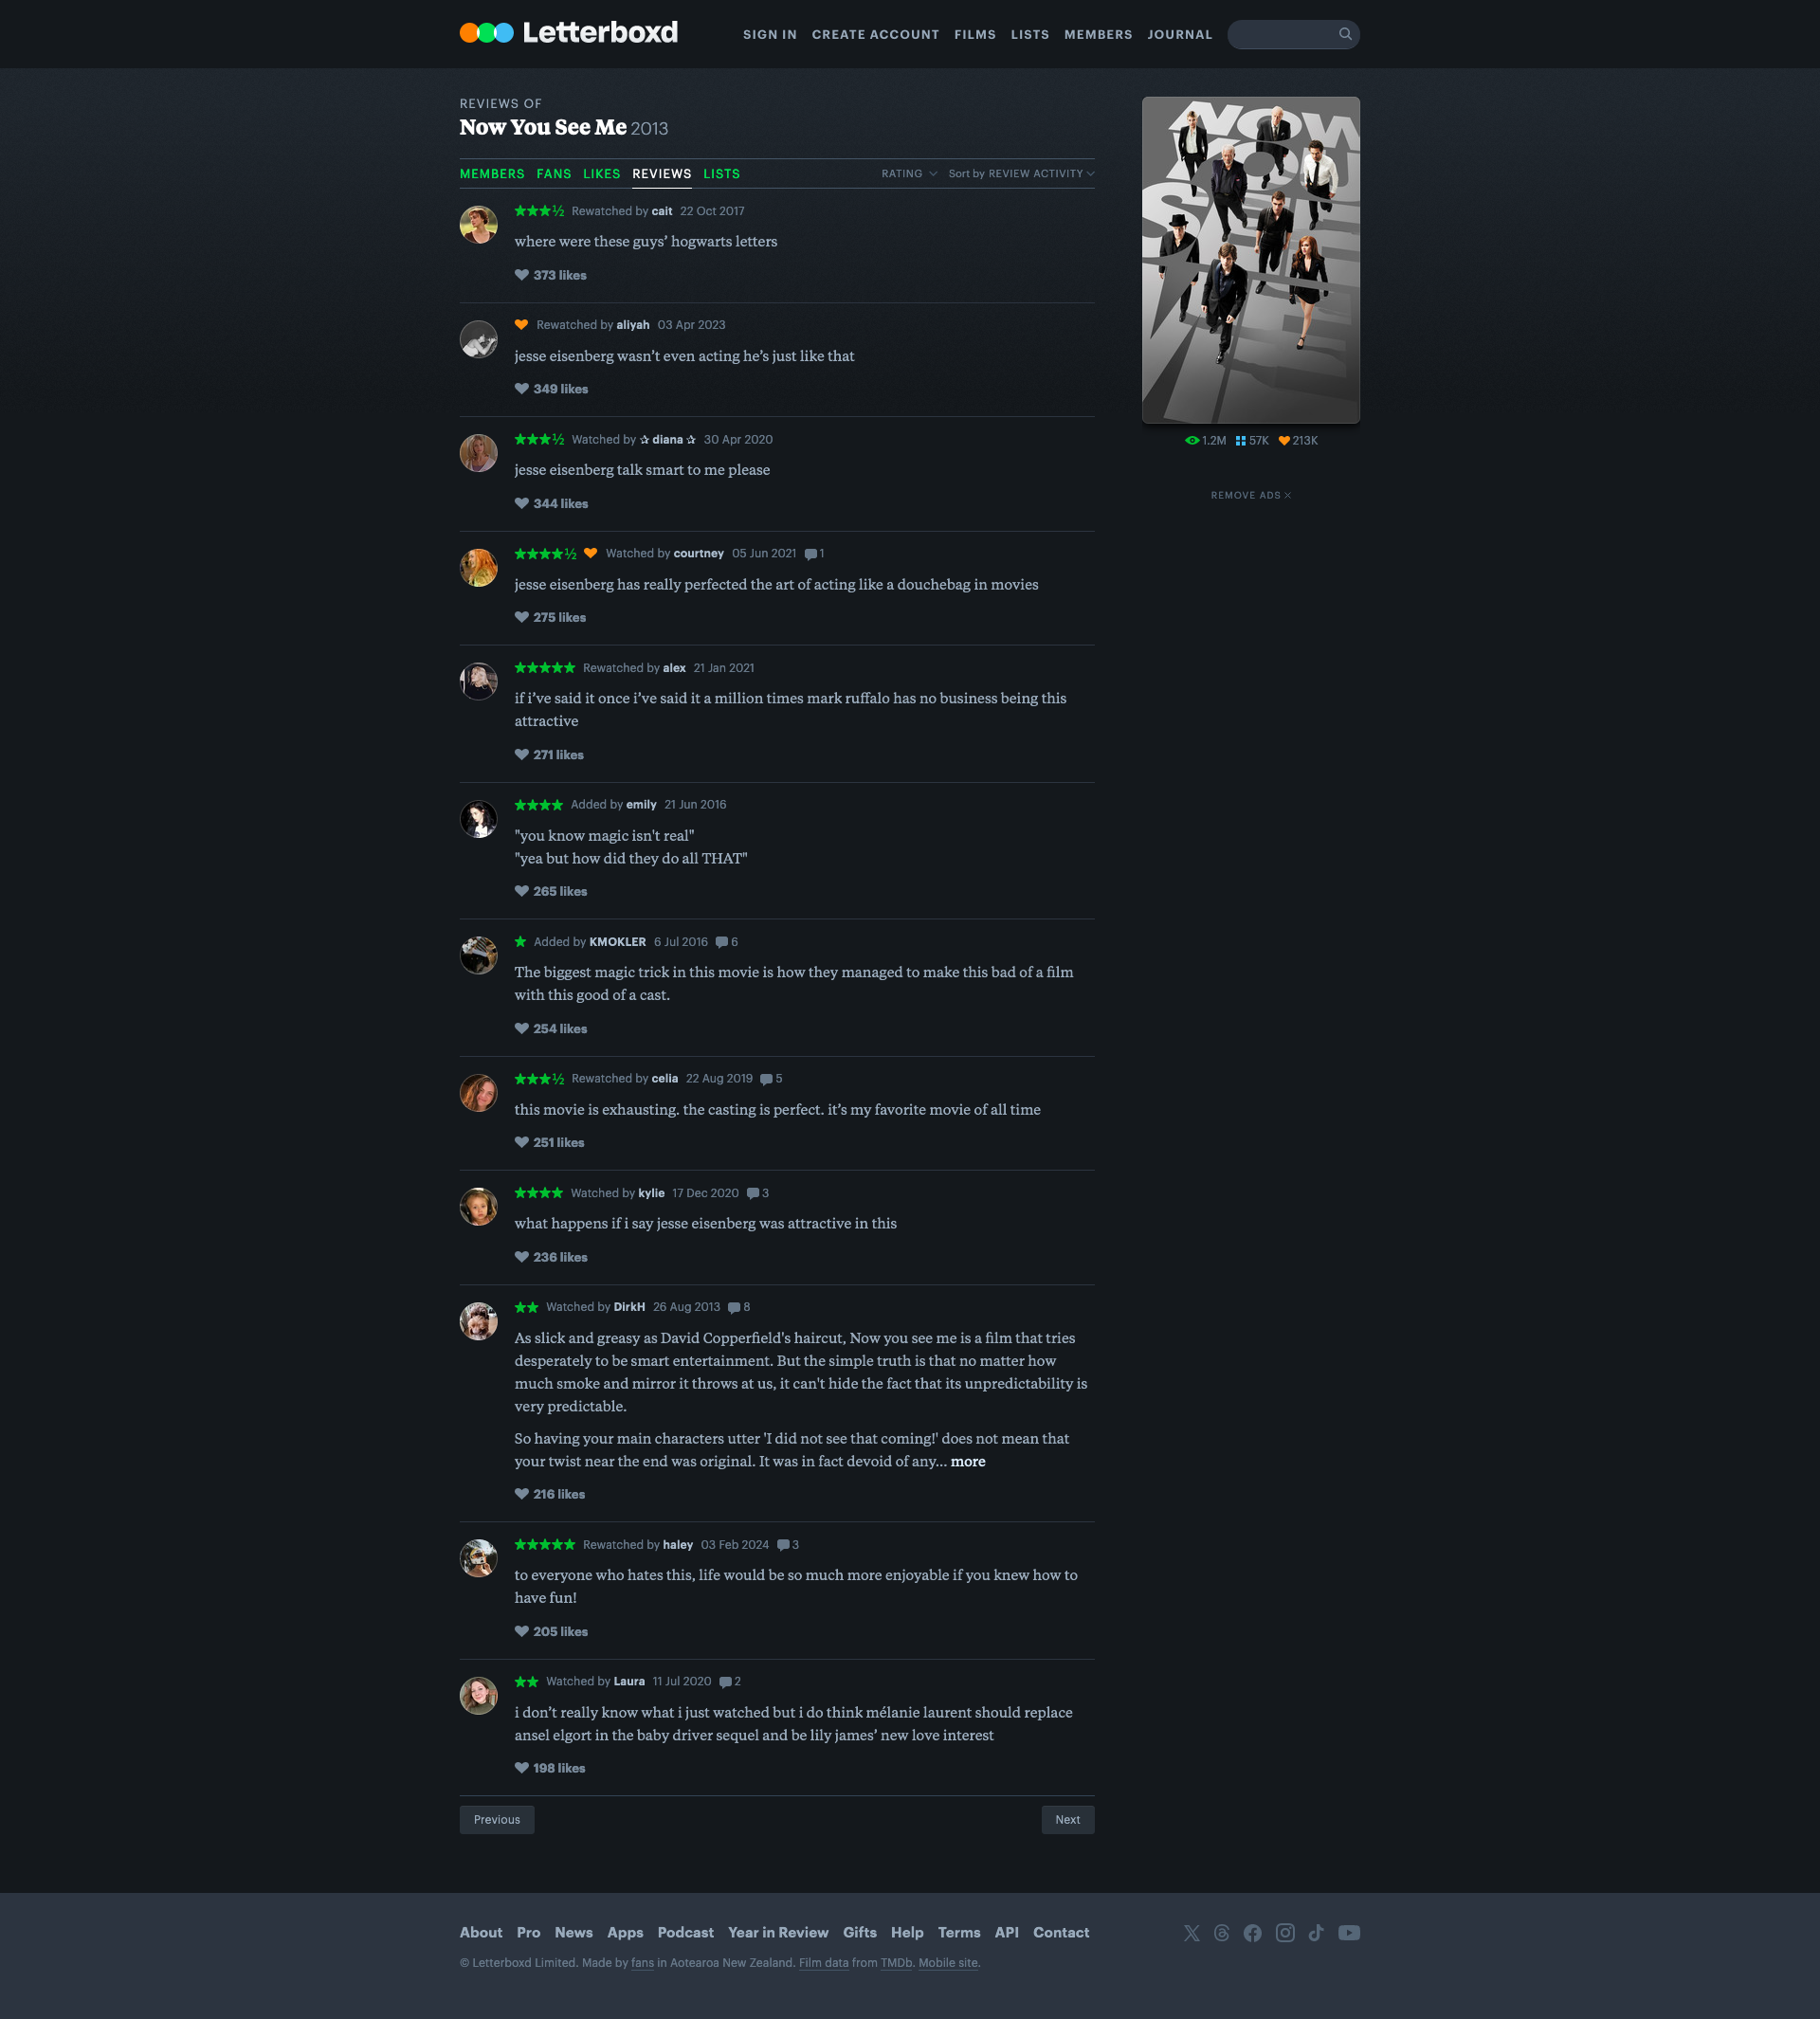 Letterboxd
SIGN IN CREATE ACCOUNT FILMS LISTS MEMBERS JOURNAL
REVIEWS OF
Now You See Me 2013
MEMBERS FANS LIKES REVIEWS LISTS
RATING Sort by REVIEW ACTIVITY
★★★½ Rewatched by cait 22 Oct 2017
where were these guys’ hogwarts letters
373 likes
Rewatched by aliyah 03 Apr 2023
jesse eisenberg wasn’t even acting he’s just like that
349 likes
★★★½ Watched by ✰ diana ✰ 30 Apr 2020
jesse eisenberg talk smart to me please
344 likes
★★★★½ Watched by courtney 05 Jun 2021 1
jesse eisenberg has really perfected the art of acting like a douchebag in movies
275 likes
★★★★★ Rewatched by alex 21 Jan 2021
if i’ve said it once i’ve said it a million times mark ruffalo has no business being this
attractive
271 likes
★★★★ Added by emily 21 Jun 2016
"you know magic isn't real"
"yea but how did they do all THAT"
265 likes
★ Added by KMOKLER 6 Jul 2016 6
The biggest magic trick in this movie is how they managed to make this bad of a film
with this good of a cast.
254 likes
★★★½ Rewatched by celia 22 Aug 2019 5
this movie is exhausting. the casting is perfect. it’s my favorite movie of all time
251 likes
★★★★ Watched by kylie 17 Dec 2020 3
what happens if i say jesse eisenberg was attractive in this
236 likes
★★ Watched by DirkH 26 Aug 2013 8
As slick and greasy as David Copperfield's haircut, Now you see me is a film that tries
desperately to be smart entertainment. But the simple truth is that no matter how
much smoke and mirror it throws at us, it can't hide the fact that its unpredictability is
very predictable.
So having your main characters utter 'I did not see that coming!' does not mean that
your twist near the end was original. It was in fact devoid of any… more
216 likes
★★★★★ Rewatched by haley 03 Feb 2024 3
to everyone who hates this, life would be so much more enjoyable if you knew how to
have fun!
205 likes
★★ Watched by Laura 11 Jul 2020 2
i don’t really know what i just watched but i do think mélanie laurent should replace
ansel elgort in the baby driver sequel and be lily james’ new love interest
198 likes
Previous Next
NOW
YOU
SEE
ME
1.2M 57K 213K
REMOVE ADS
About Pro News Apps Podcast Year in Review Gifts Help Terms API Contact
© Letterboxd Limited. Made by fans in Aotearoa New Zealand. Film data from TMDb. Mobile site.